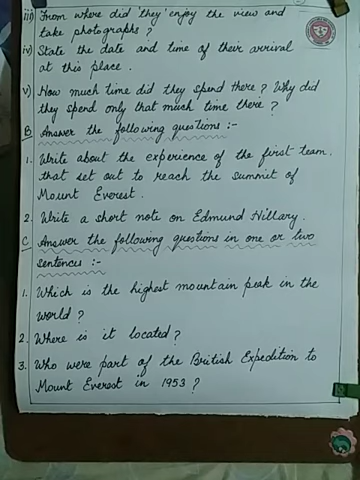 iii) From where did 'they' enjoy the view and
take photographs?
iv) State the date and time of their arrival
at this place.
v) How much time did they spend there? Why did
they spend only that much time there?
B Answer the following questions :-
1. Write about the experience of the first team
that set out to reach the summit of
Mount Everest.
2. Write a short note on Edmund Hillary.
C Answer the following questions in one or two
sentences :-
1. Which is the highest mountain peak in the
world?
2. Where is it located?
3. Who were part of the British Expedition to
Mount Everest in 1953?